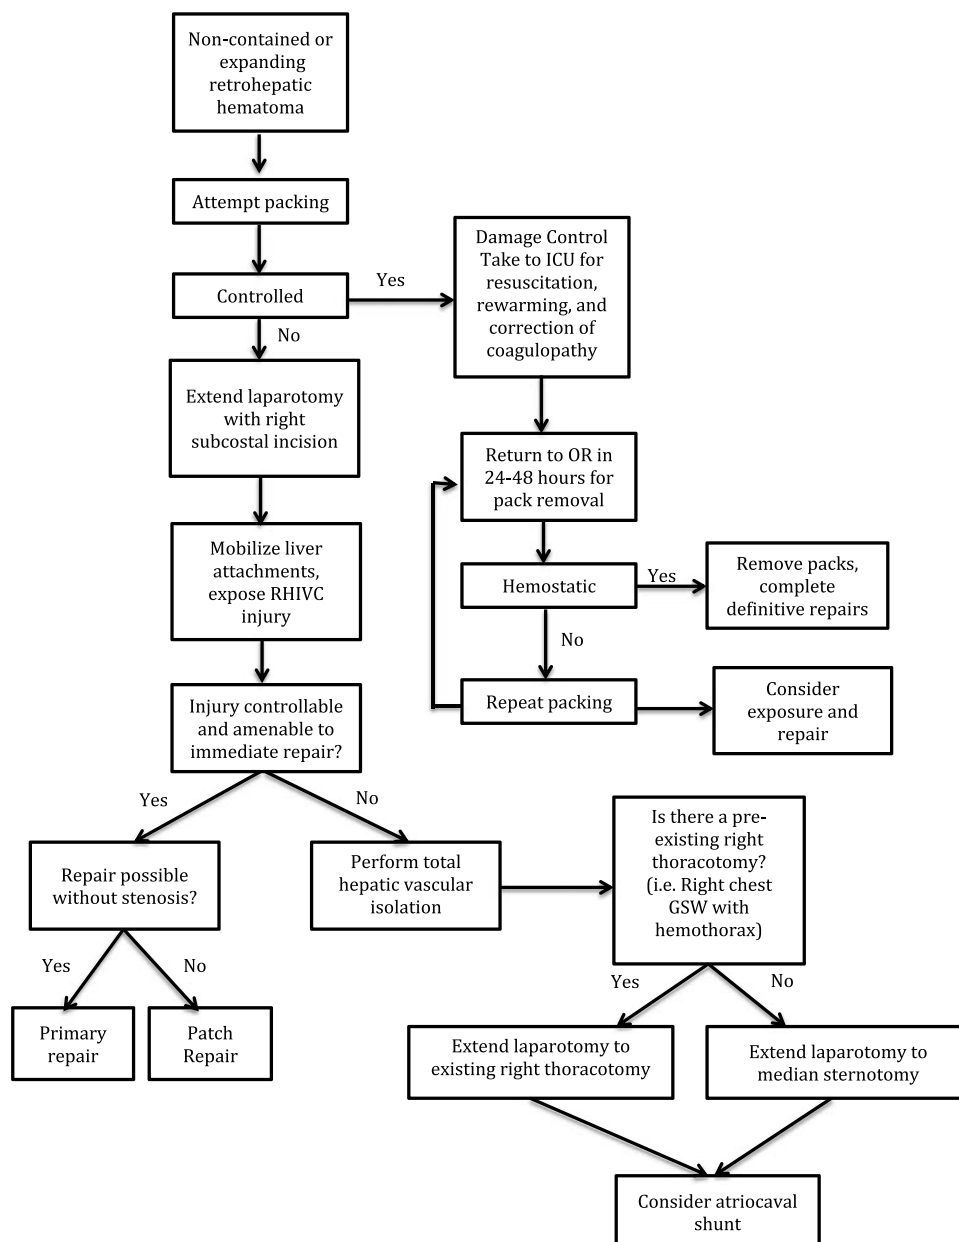 Non-contained or
expanding
retrohepatic
hematoma
Attempt packing
Controlled
Yes
Damage Control
Take to ICU for
resuscitation,
rewarming, and
correction of
coagulopathy
No
Extend laparotomy
with right
subcostal incision
Return to OR in
24-48 hours for
pack removal
Mobilize liver
attachments,
expose RHIVC
injury
Hemostatic
Yes
Remove packs,
complete
definitive repairs
No
Repeat packing
Consider
exposure and
repair
Injury controllable
and amenable to
immediate repair?
Yes
No
Repair possible
without stenosis?
Perform total
hepatic vascular
isolation
Is there a pre-
existing right
thoracotomy?
(i.e. Right chest
GSW with
hemothorax)
Yes
No
Primary
repair
Patch
Repair
Yes
No
Extend laparotomy to
existing right thoracotomy
Extend laparotomy to
median sternotomy
Consider atriocaval
shunt